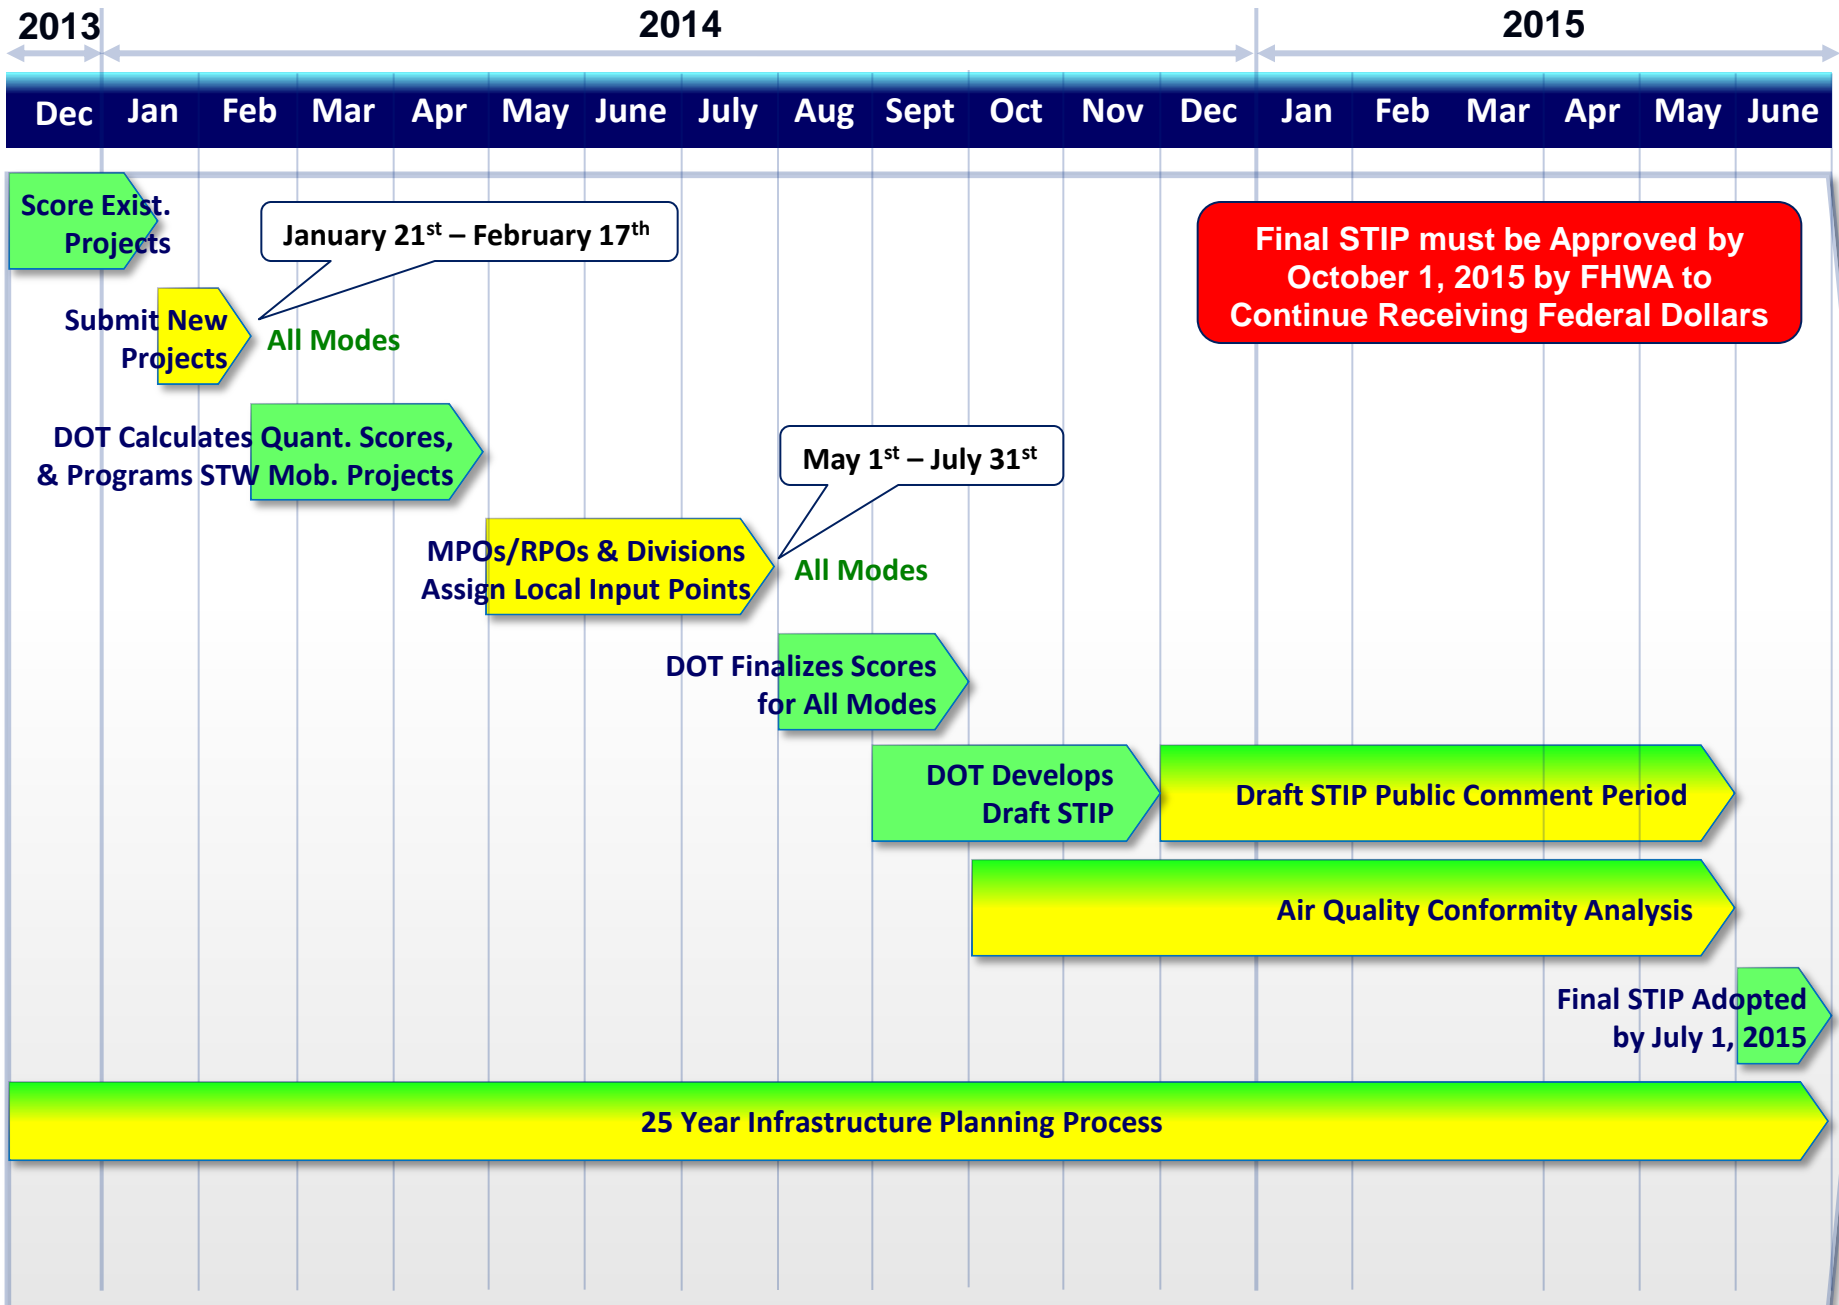 2013 2014 2015
Dec Jan Feb Mar Apr May June July Aug Sept Oct Nov Dec Jan Feb Mar Apr May June
Score Exist.
Projects
January 21st – February 17th
Final STIP must be Approved by
October 1, 2015 by FHWA to
Continue Receiving Federal Dollars
Submit New
Projects
All Modes
DOT Calculates Quant. Scores,
& Programs STW Mob. Projects
May 1st – July 31st
MPOs/RPOs & Divisions
Assign Local Input Points
All Modes
DOT Finalizes Scores
for All Modes
DOT Develops
Draft STIP
Draft STIP Public Comment Period
Air Quality Conformity Analysis
Final STIP Adopted
by July 1, 2015
25 Year Infrastructure Planning Process